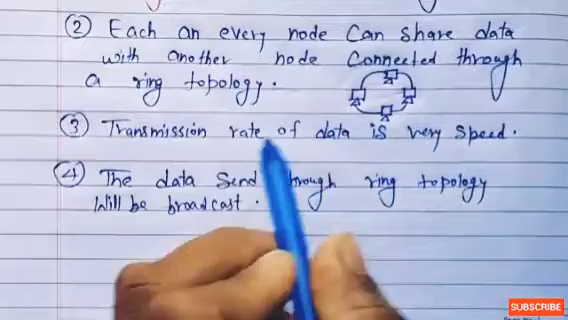 ② Each an every node Can Share data
with another node Connected through
a ring topology.
③ Transmission rate of data is very Speed.
④ The data Send through ring topology
Will be broadcast.
SUBSCRIBE